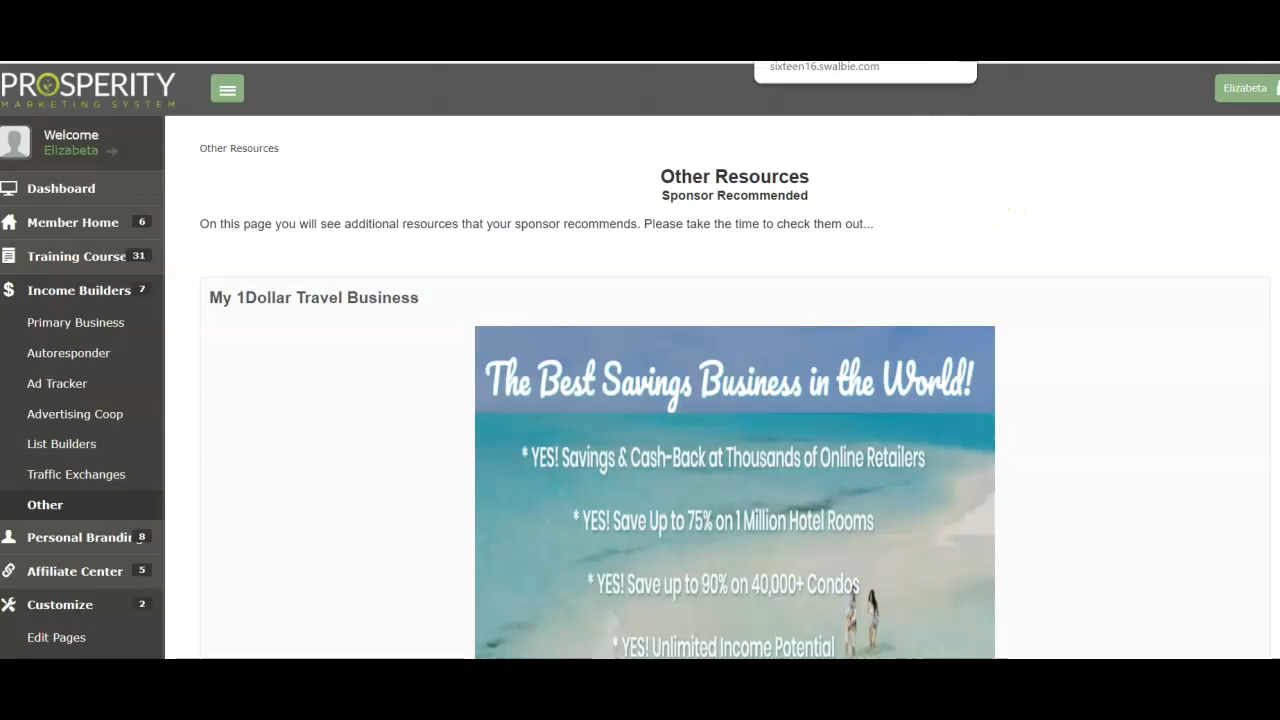 sixteen16.swalbie.com
PROSPERITY
MARKETING SYSTEM
Elizabeta
Welcome
Elizabeta
Dashboard
Member Home 6
Training Course 31
Income Builders 7
Primary Business
Autoresponder
Ad Tracker
Advertising Coop
List Builders
Traffic Exchanges
Other
Personal Brandin 8
Affiliate Center 5
Customize 2
Edit Pages
Other Resources
Other Resources
Sponsor Recommended
On this page you will see additional resources that your sponsor recommends. Please take the time to check them out...
My 1Dollar Travel Business
The Best Savings Business in the World!
* YES! Savings & Cash-Back at Thousands of Online Retailers
* YES! Save Up to 75% on 1 Million Hotel Rooms
* YES! Save up to 90% on 40,000+ Condos
* YES! Unlimited Income Potential